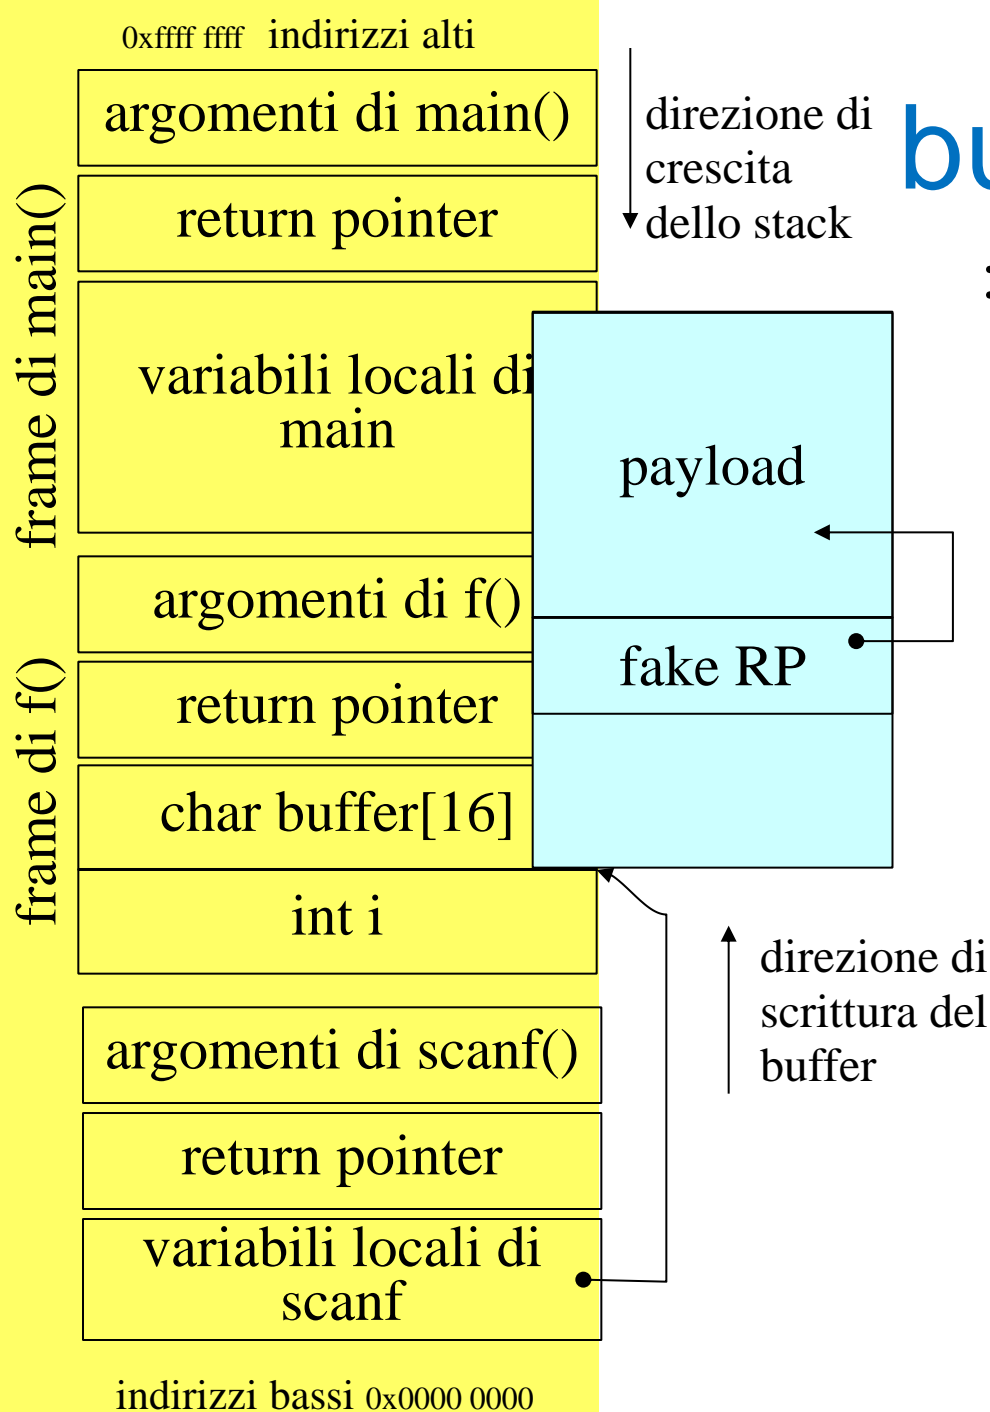 0xffff ffff indirizzi alti
argomenti di main()
return pointer
variabili locali di
main
frame di main()
argomenti di f()
return pointer
char buffer[16]
int i
frame di f()
argomenti di scanf()
return pointer
variabili locali di
scanf
indirizzi bassi 0x0000 0000
direzione di
crescita
dello stack
bu
:
payload
fake RP
direzione di
scrittura del
buffer